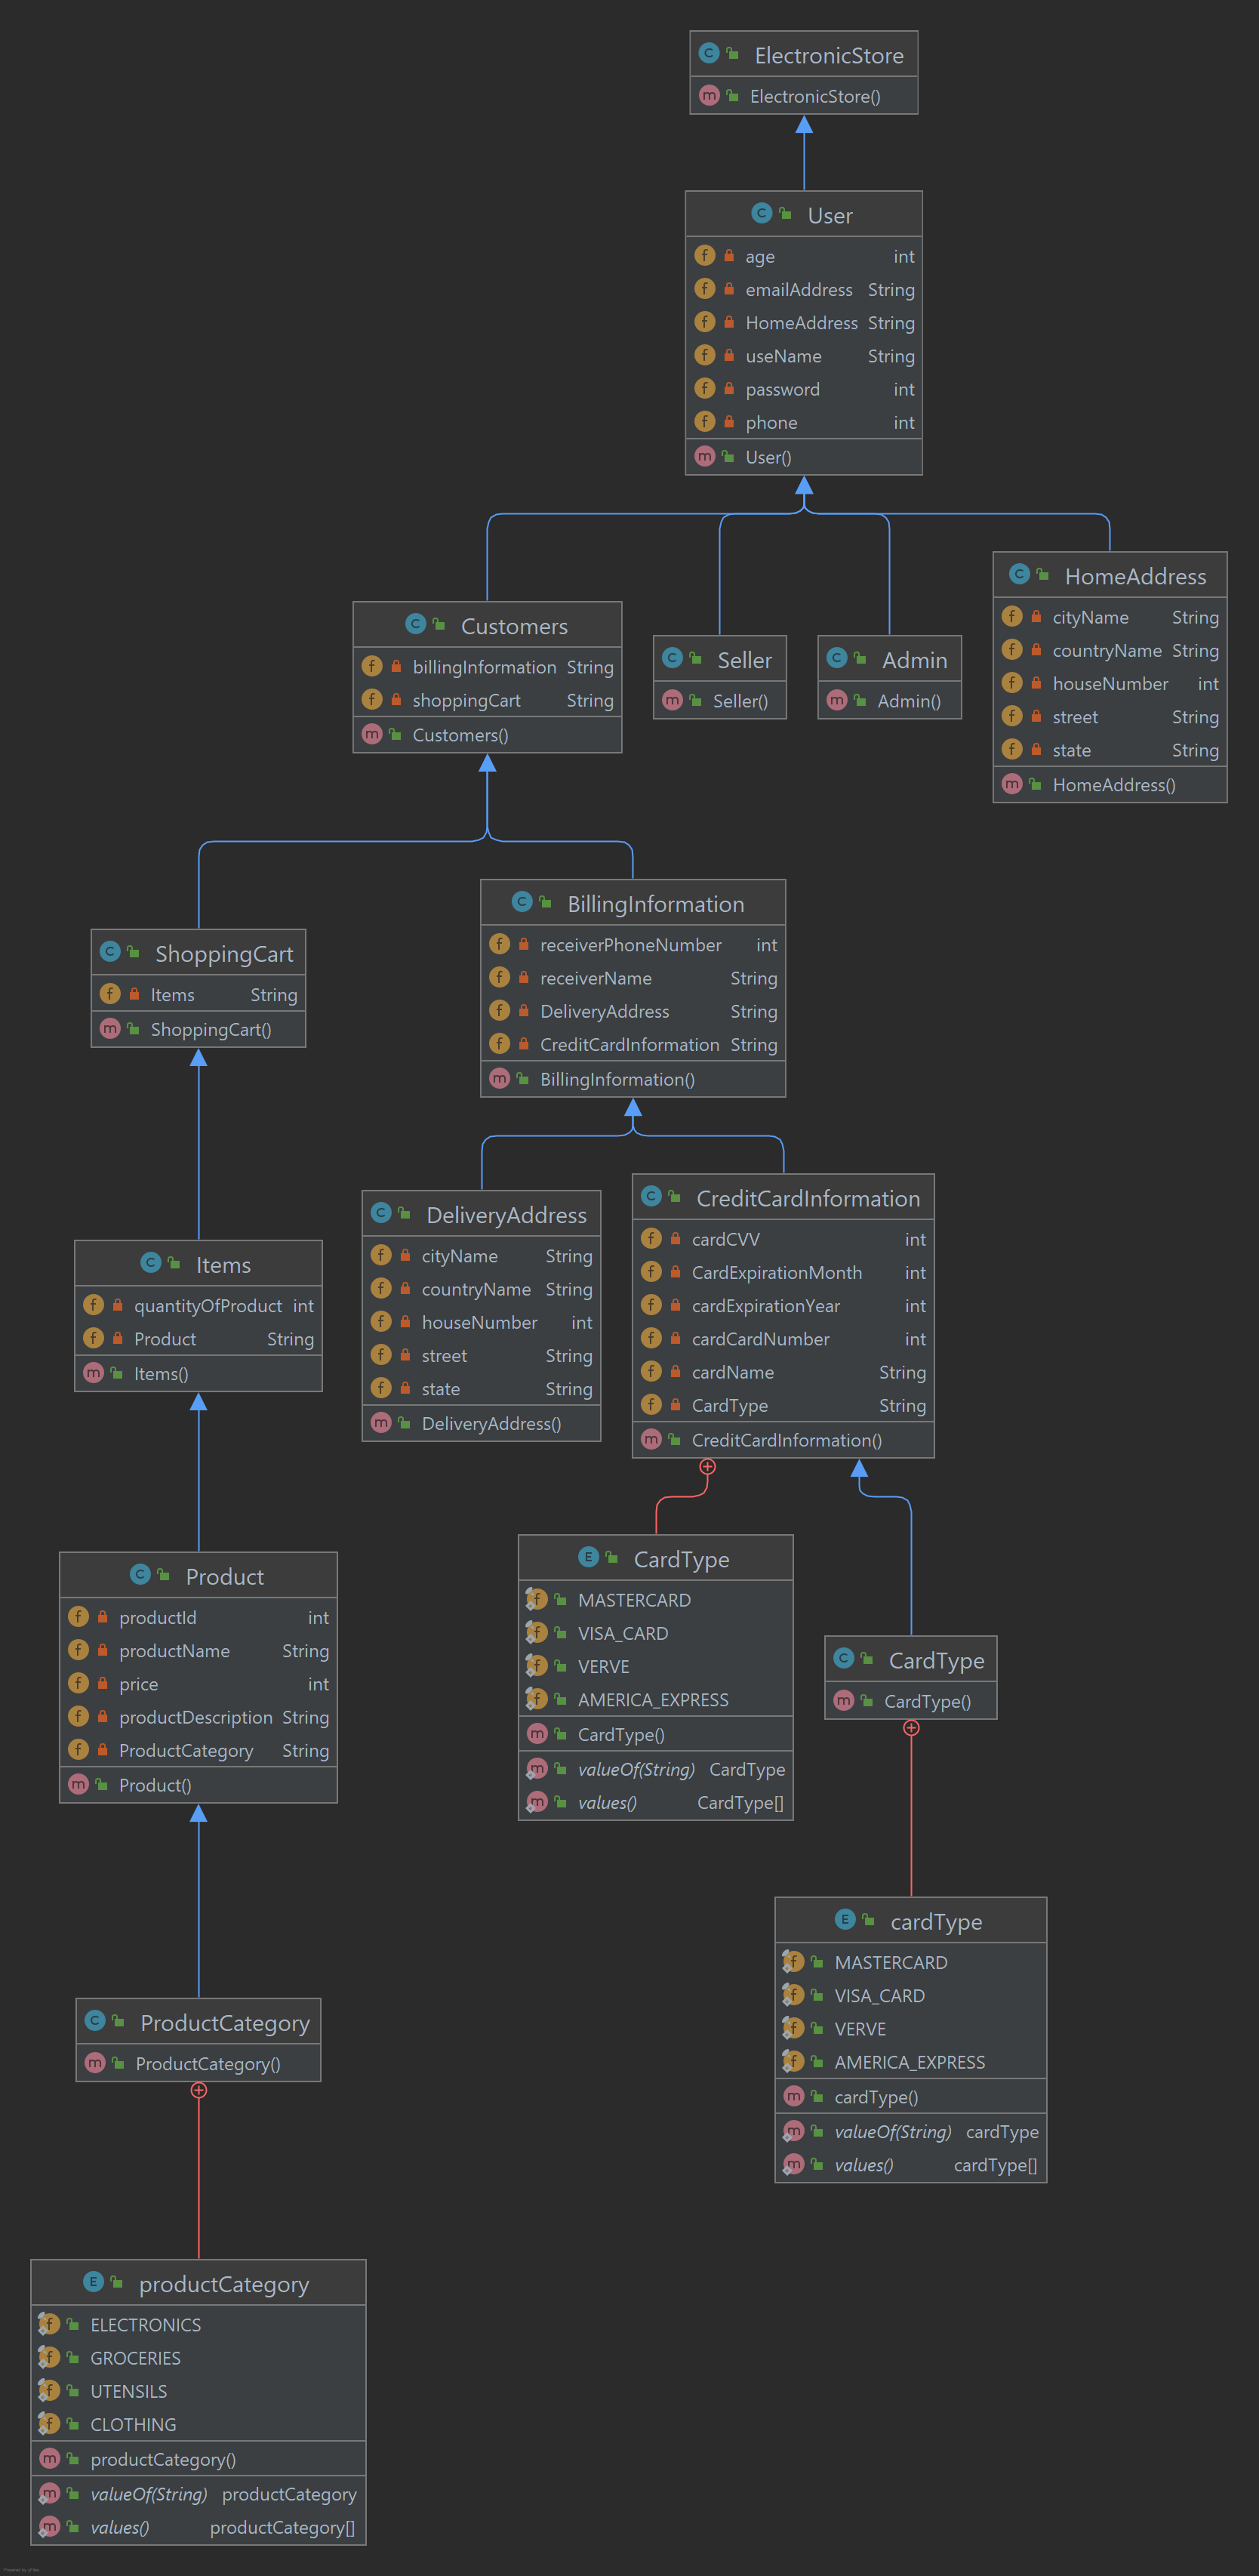 ElectronicStore
ElectronicStore()
User
age int
emailAddress String
HomeAddress String
useName String
password int
phone int
User()
Customers
billingInformation String
shoppingCart String
Customers()
Seller
Seller()
Admin
Admin()
HomeAddress
cityName String
countryName String
houseNumber int
street String
state String
HomeAddress()
ShoppingCart
Items String
ShoppingCart()
BillingInformation
receiverPhoneNumber int
receiverName String
DeliveryAddress String
CreditCardInformation String
BillingInformation()
Items
quantityOfProduct int
Product String
Items()
DeliveryAddress
cityName String
countryName String
houseNumber int
street String
state String
DeliveryAddress()
CreditCardInformation
cardCVV int
CardExpirationMonth int
cardExpirationYear int
cardCardNumber int
cardName String
CardType String
CreditCardInformation()
Product
productId int
productName String
price int
productDescription String
ProductCategory String
Product()
CardType
MASTERCARD
VISA_CARD
VERVE
AMERICA_EXPRESS
CardType()
valueOf(String) CardType
values() CardType[]
CardType
CardType()
cardType
MASTERCARD
VISA_CARD
VERVE
AMERICA_EXPRESS
cardType()
valueOf(String) cardType
values() cardType[]
ProductCategory
ProductCategory()
productCategory
ELECTRONICS
GROCERIES
UTENSILS
CLOTHING
productCategory()
valueOf(String) productCategory
values() productCategory[]
Powered by yFiles